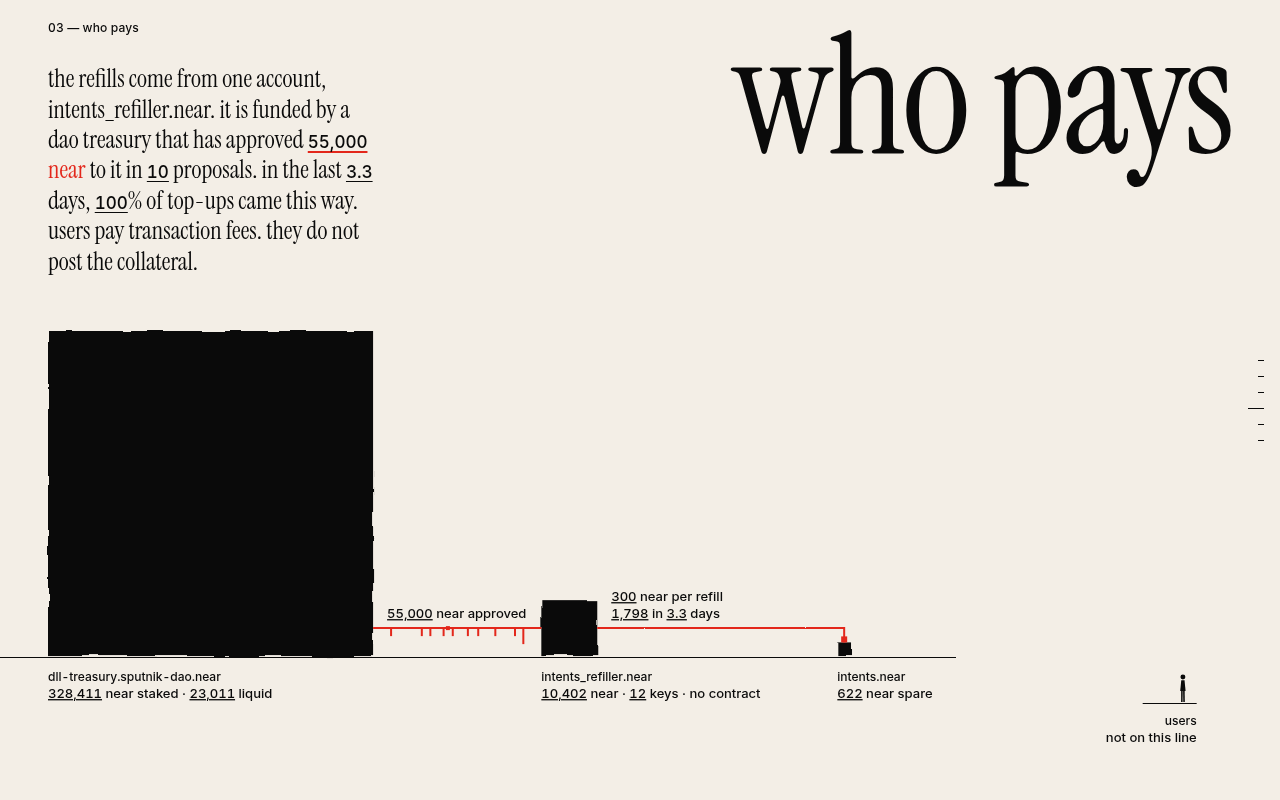 03 — who pays
who pays
the refills come from one account,
intents_refiller.near. it is funded by a
dao treasury that has approved 55,000
near to it in 10 proposals. in the last 3.3
days, 100% of top-ups came this way.
users pay transaction fees. they do not
post the collateral.
55,000 near approved
300 near per refill
1,798 in 3.3 days
dll-treasury.sputnik-dao.near
328,411 near staked · 23,011 liquid
intents_refiller.near
10,402 near · 12 keys · no contract
intents.near
622 near spare
users
not on this line